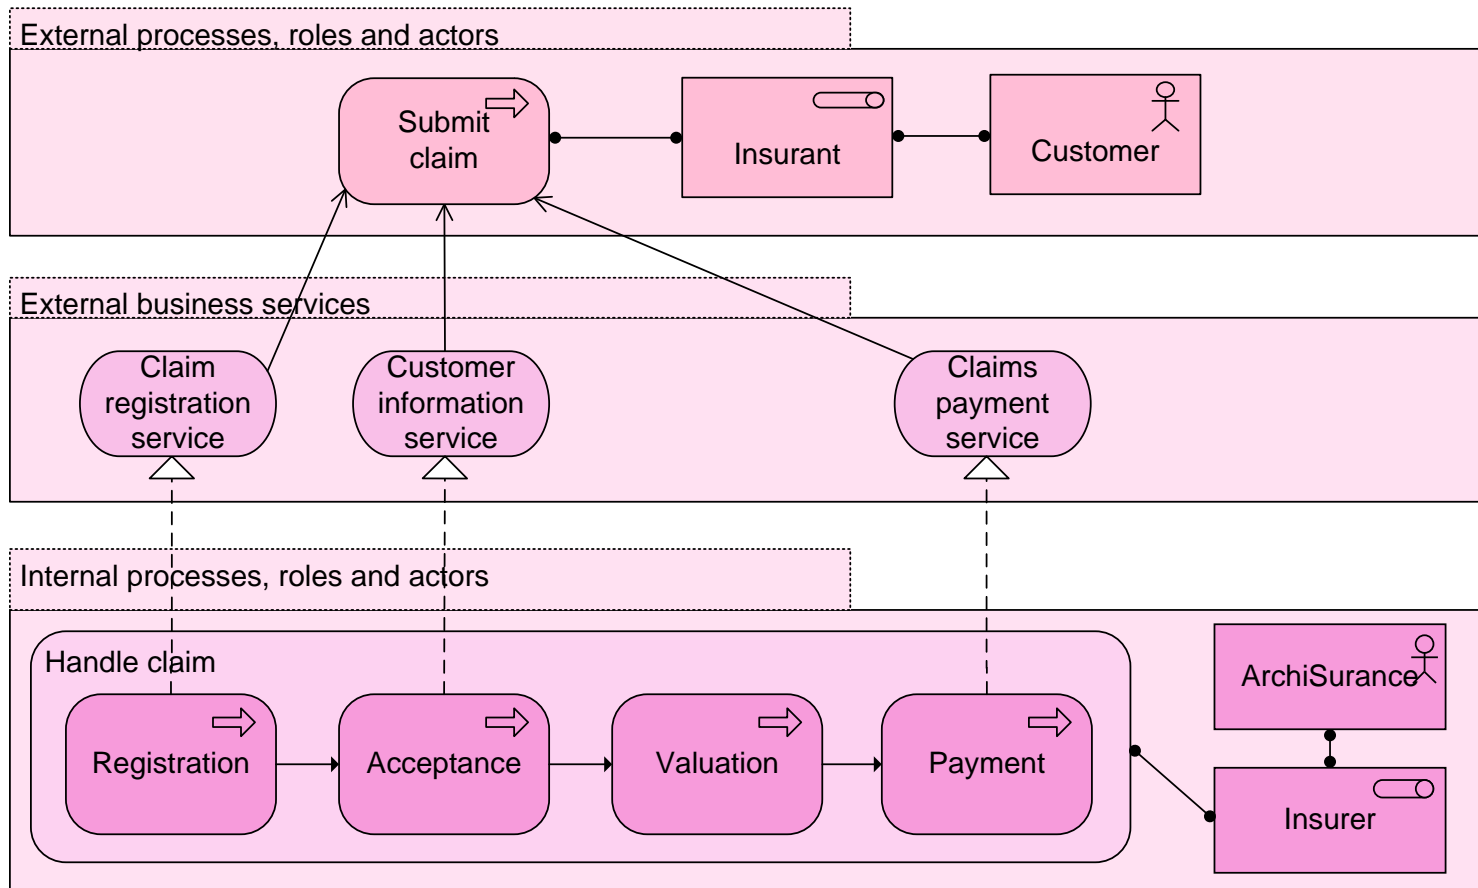 External processes, roles and actors
Submit
claim
Insurant
Customer
External business services
Claim
registration
service
Customer
information
service
Claims
payment
service
Internal processes, roles and actors
Handle claim
Registration
Acceptance
Valuation
Payment
ArchiSurance
Insurer